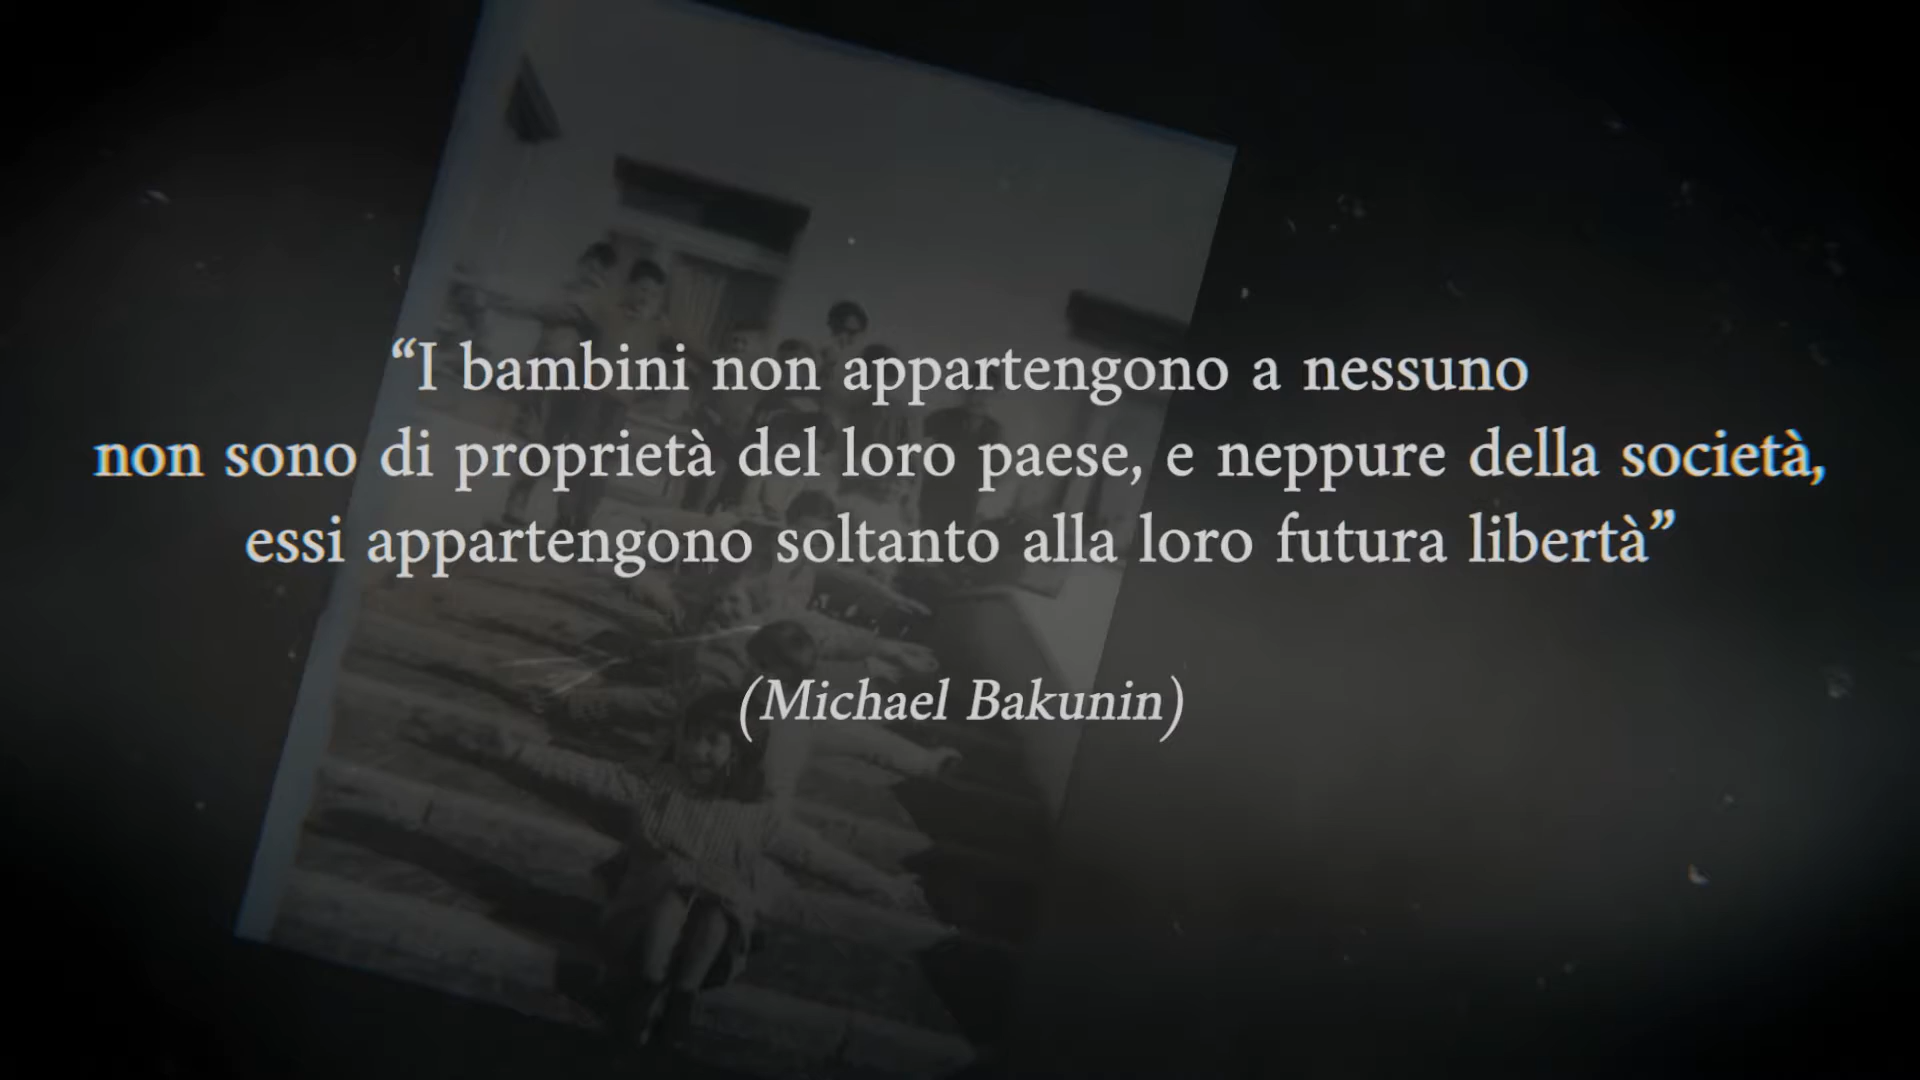 “I bambini non appartengono a nessuno
non sono di proprietà del loro paese, e neppure della società,
essi appartengono soltanto alla loro futura libertà”
(Michael Bakunin)